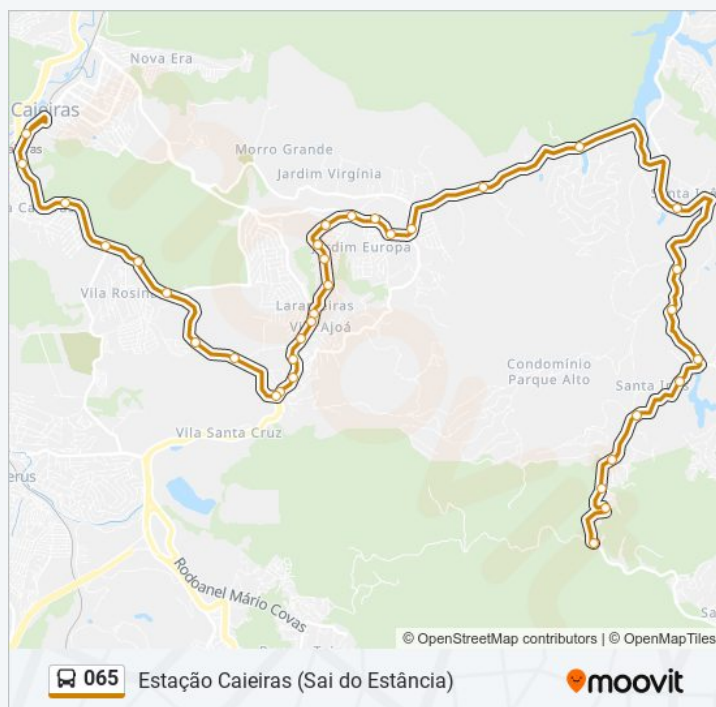 Nova Era
Caieiras
Morro Grande
Jardim Virgínia
Jardim Europa
Vila Rosina
Laranjeiras
Vila Ajoá
Condomínio
Parque Alto
Santa Inês
Vila Santa Cruz
Rodoanel Mário Covas
© OpenStreetMap contributors | © OpenMapTiles
065 Estação Caieiras (Sai do Estância)
moovit